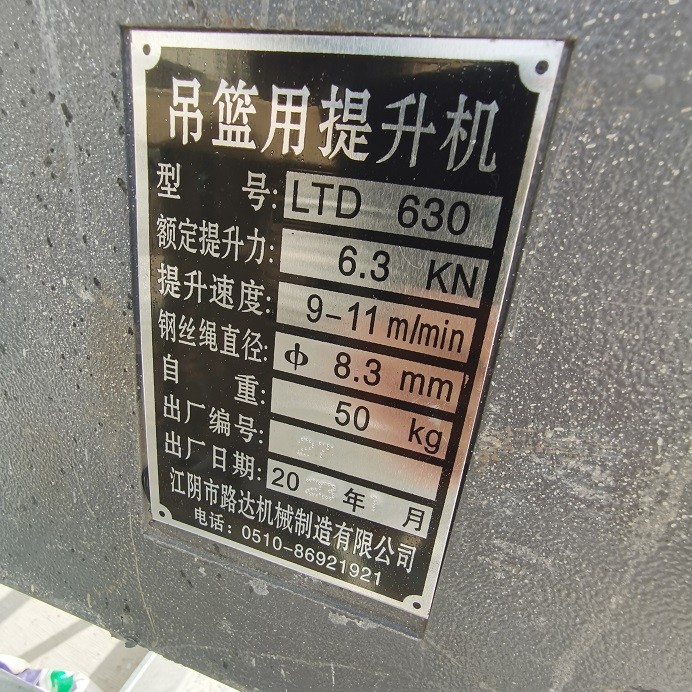 吊篮用提升机
型 号: LTD 630
额定提升力: 6.3 KN
提升速度: 9-11 m/min
钢丝绳直径: φ 8.3 mm
自 重: 50 kg
出厂编号:
出厂日期: 20 年 月
江阴市路达机械制造有限公司
电话: 0510-86921921